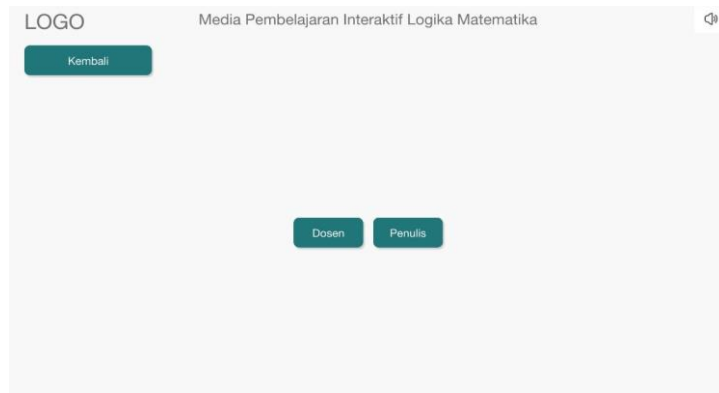 LOGO Media Pembelajaran Interaktif Logika Matematika
Kembali
Dosen Penulis